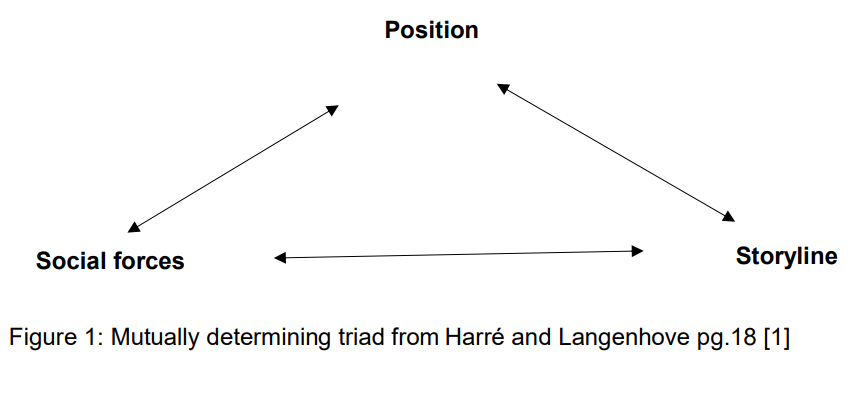 Position
Social forces
Storyline
Figure 1: Mutually determining triad from Harré and Langenhove pg.18 [1]